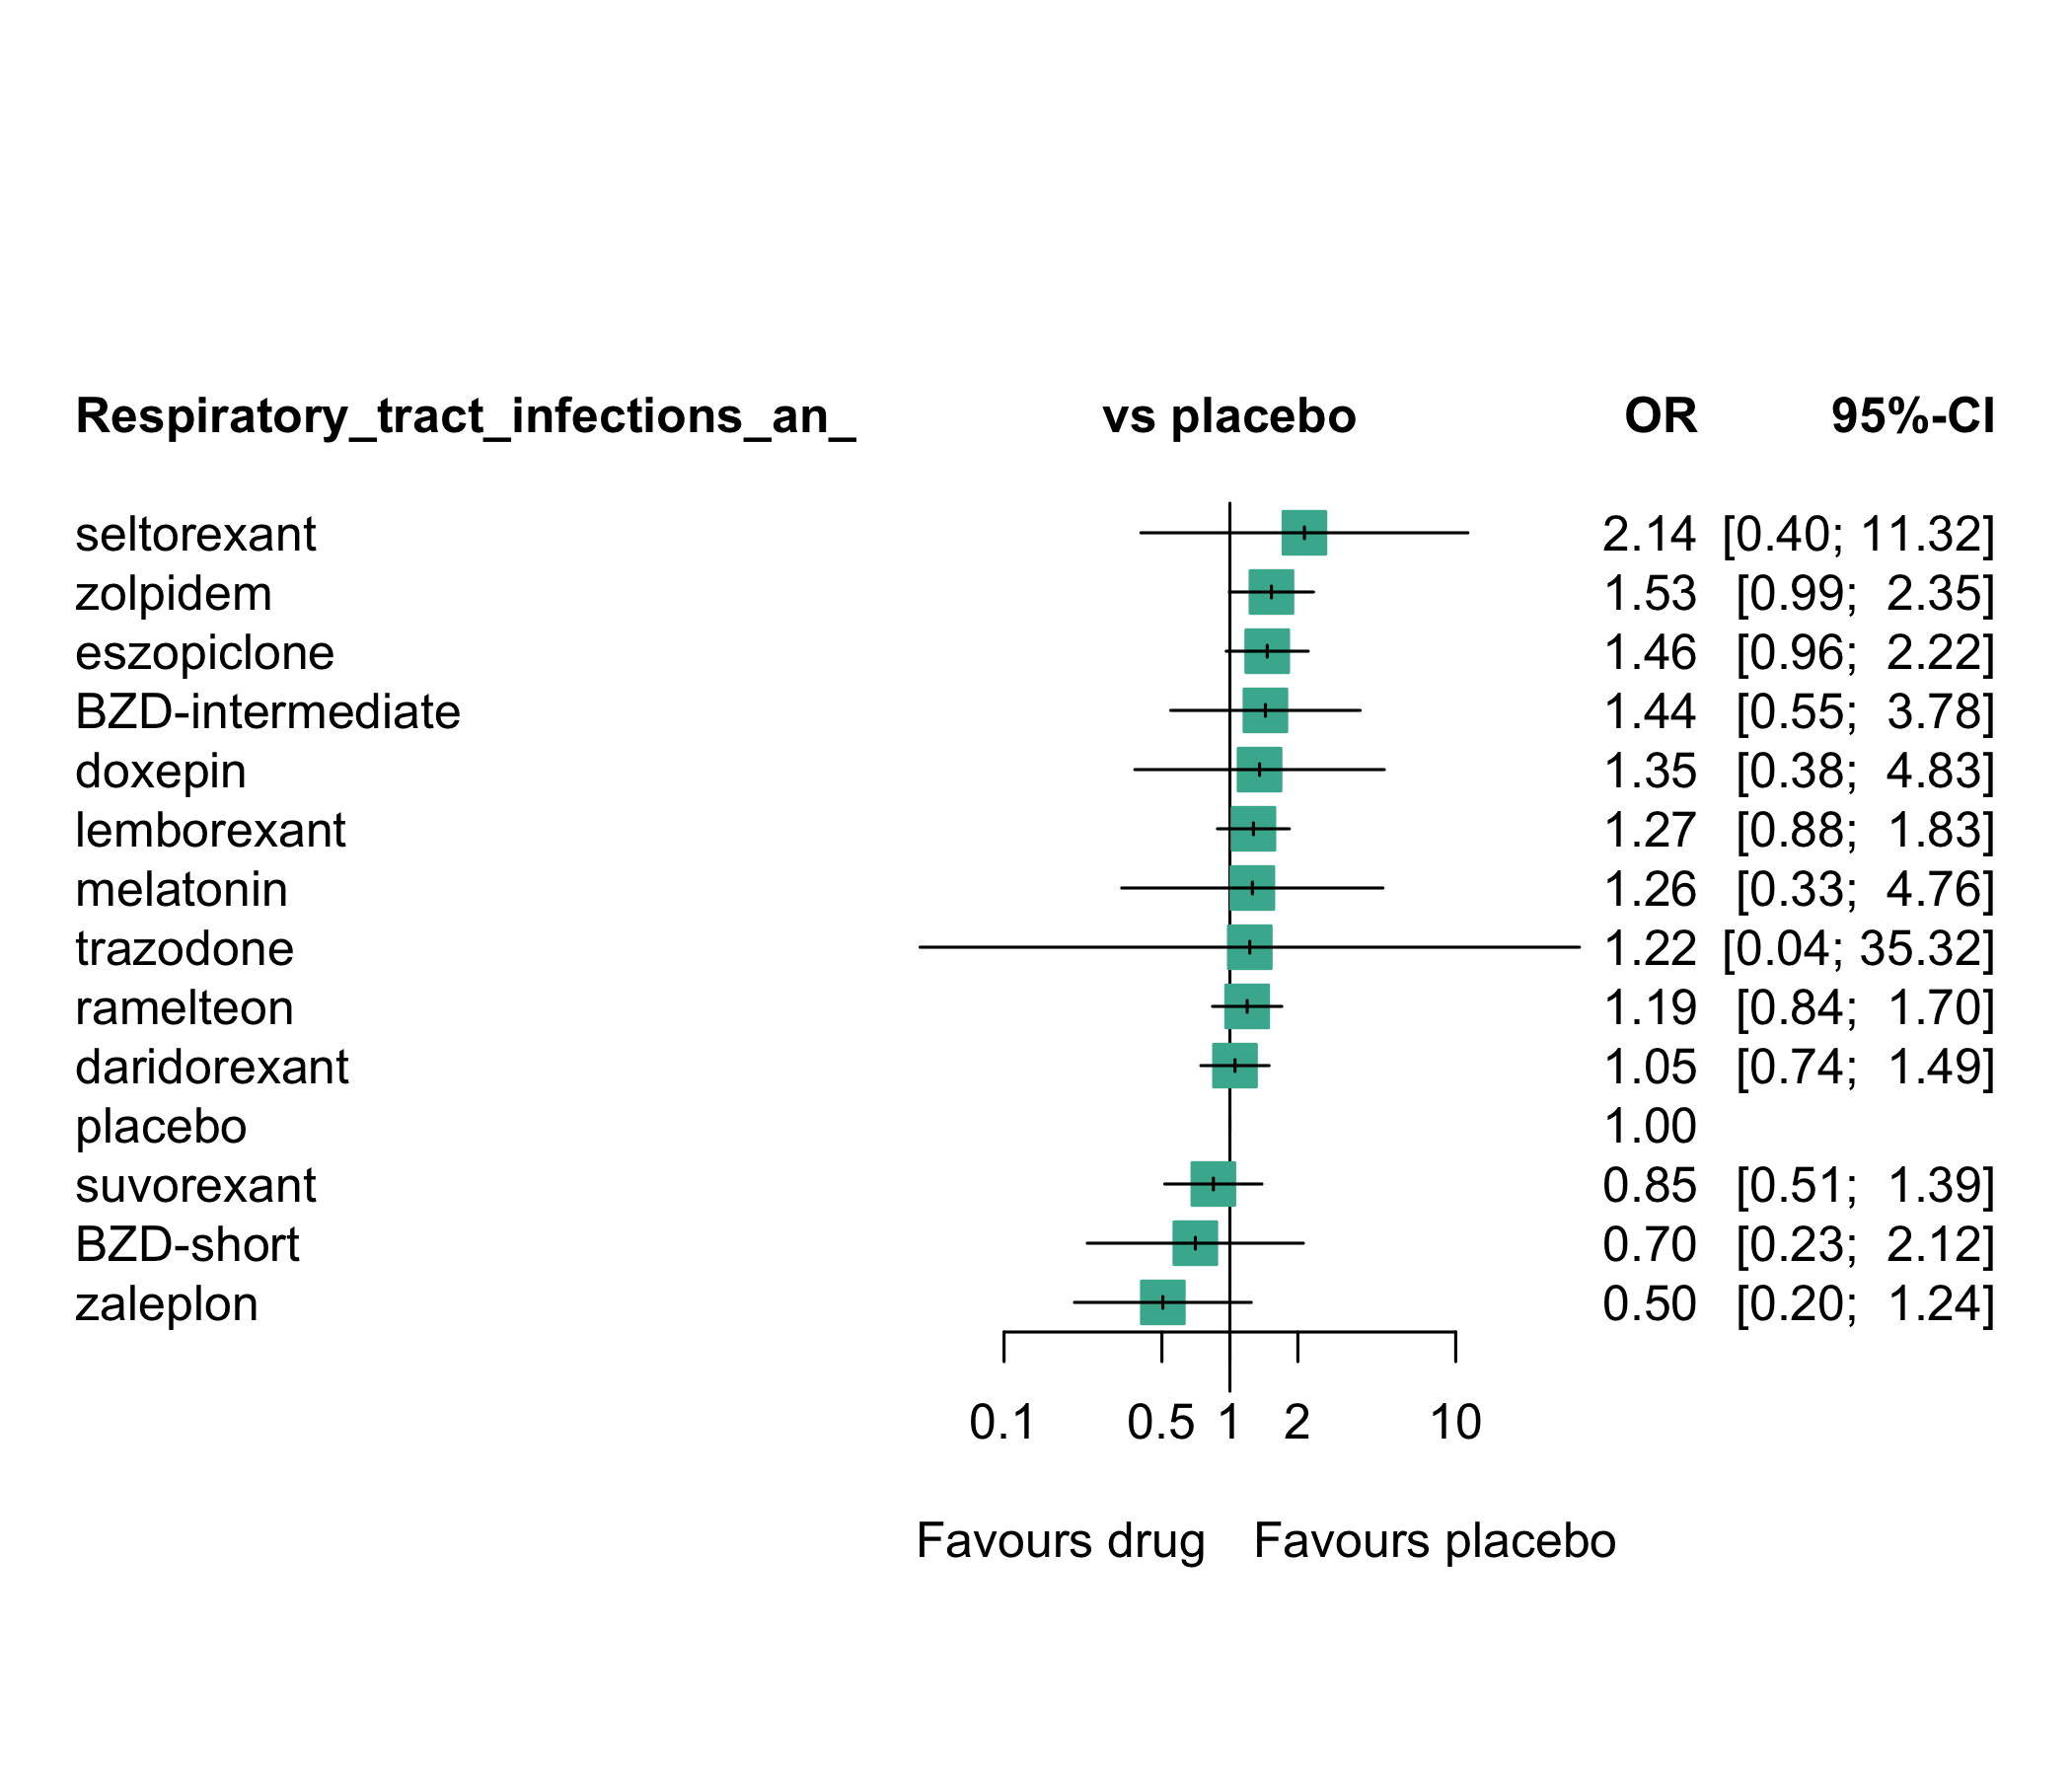 Respiratory_tract_infections_an_ vs placebo OR 95%-CI
seltorexant 2.14 [0.40; 11.32]
zolpidem 1.53 [0.99; 2.35]
eszopiclone 1.46 [0.96; 2.22]
BZD-intermediate 1.44 [0.55; 3.78]
doxepin 1.35 [0.38; 4.83]
lemborexant 1.27 [0.88; 1.83]
melatonin 1.26 [0.33; 4.76]
trazodone 1.22 [0.04; 35.32]
ramelteon 1.19 [0.84; 1.70]
daridorexant 1.05 [0.74; 1.49]
placebo 1.00
suvorexant 0.85 [0.51; 1.39]
BZD-short 0.70 [0.23; 2.12]
zaleplon 0.50 [0.20; 1.24]
0.1 0.5 1 2 10
Favours drug Favours placebo